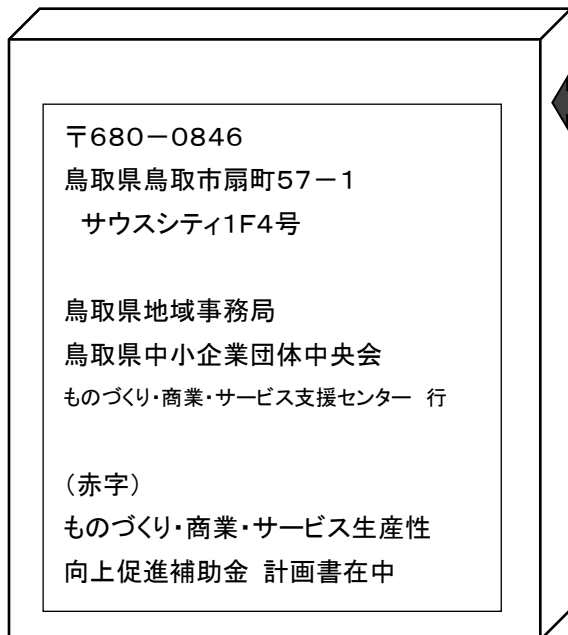 〒680－0846
鳥取県鳥取市扇町57－1
サウスシティ1F4号
鳥取県地域事務局
鳥取県中小企業団体中央会
ものづくり・商業・サービス支援センター　行
（赤字）
ものづくり・商業・サービス生産性
向上促進補助金　計画書在中